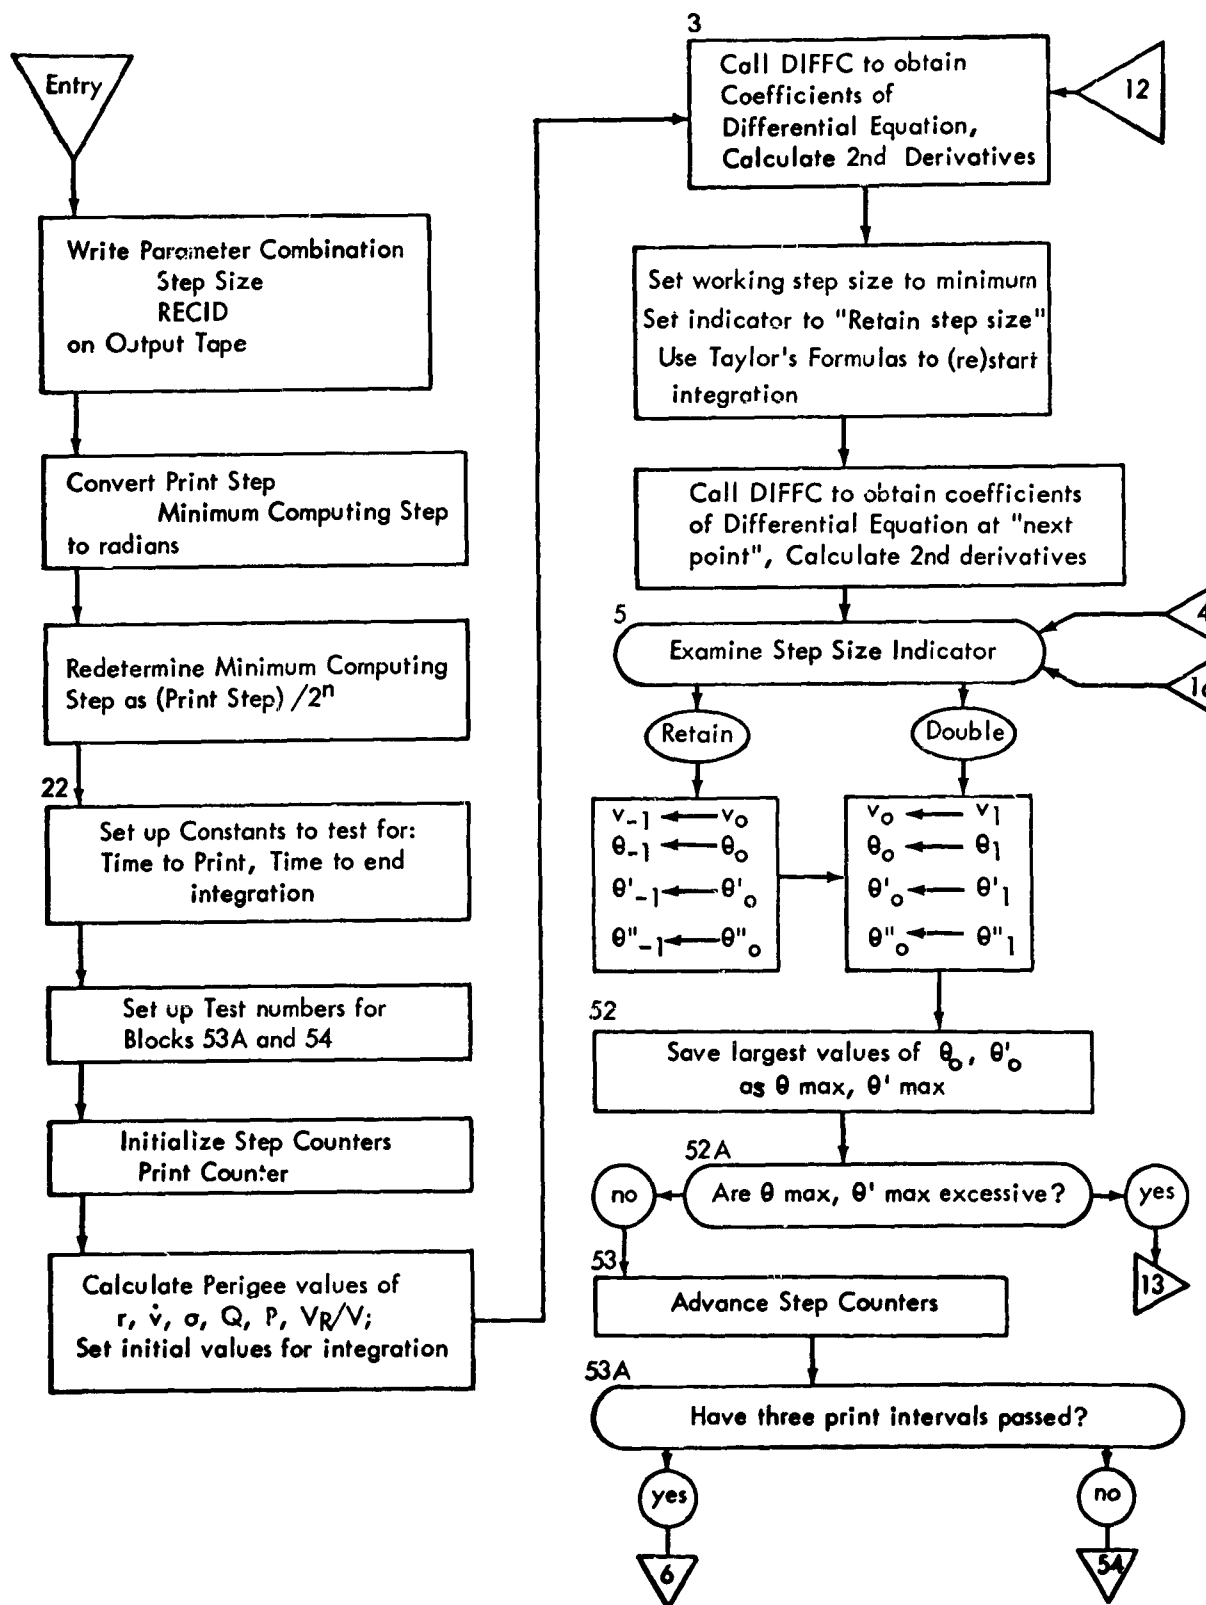 Entry
Write Parameter Combination
Step Size
RECID
on Output Tape
Convert Print Step
Minimum Computing Step
to radians
Redetermine Minimum Computing
Step as (Print Step) /2ⁿ
22
Set up Constants to test for:
Time to Print, Time to end
integration
Set up Test numbers for
Blocks 53A and 54
Initialize Step Counters
Print Counter
Calculate Perigee values of
r, v̇, σ, Q, P, V_R/V;
Set initial values for integration
3
Call DIFFC to obtain
Coefficients of
Differential Equation,
Calculate 2nd Derivatives
12
Set working step size to minimum
Set indicator to "Retain step size"
Use Taylor's Formulas to (re)start
integration
Call DIFFC to obtain coefficients
of Differential Equation at "next
point", Calculate 2nd derivatives
5
Examine Step Size Indicator
4
Retain
Double
v₋₁ ← v₀
θ₋₁ ← θ₀
θ'₋₁ ← θ'₀
θ"₋₁ ← θ"₀
v₀ ← v₁
θ₀ ← θ₁
θ'₀ ← θ'₁
θ"₀ ← θ"₁
52
Save largest values of θ₀, θ'₀
as θ max, θ' max
52A
no
Are θ max, θ' max excessive?
yes
13
53
Advance Step Counters
53A
Have three print intervals passed?
yes
no
6
54